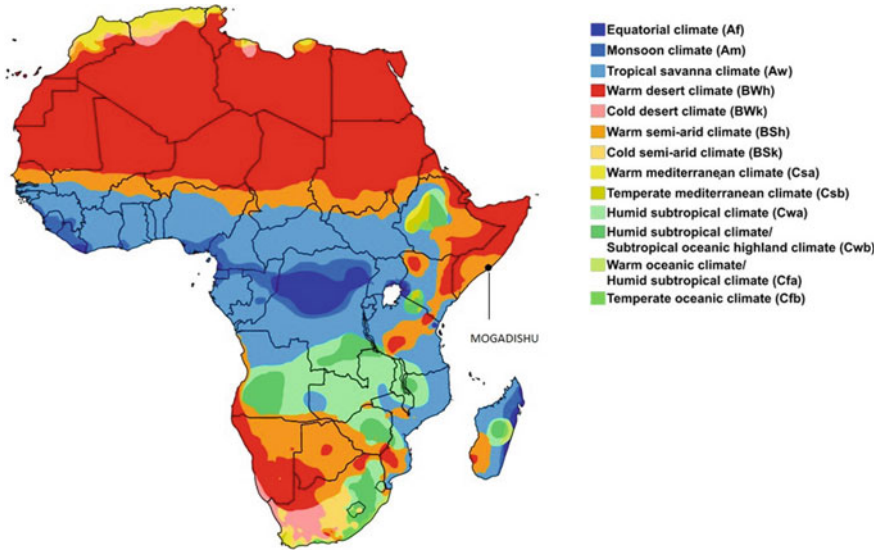 Equatorial climate (Af)
Monsoon climate (Am)
Tropical savanna climate (Aw)
Warm desert climate (BWh)
Cold desert climate (BWk)
Warm semi-arid climate (BSh)
Cold semi-arid climate (BSk)
Warm mediterranean climate (Csa)
Temperate mediterranean climate (Csb)
Humid subtropical climate (Cwa)
Humid subtropical climate/
Subtropical oceanic highland climate (Cwb)
Warm oceanic climate/
Humid subtropical climate (Cfa)
Temperate oceanic climate (Cfb)
MOGADISHU